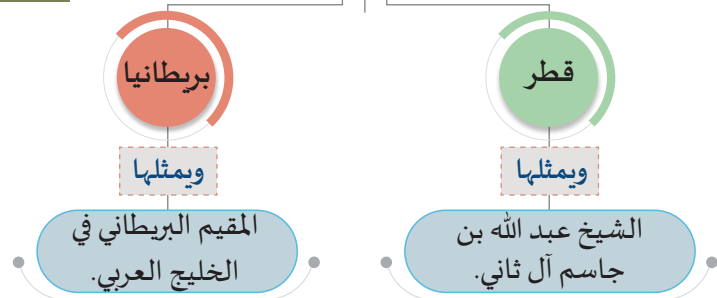 قطر
ويمثلها
الشيخ عبد الله بن
جاسم آل ثاني.
بريطانيا
ويمثلها
المقيم البريطاني في
الخليج العربي.